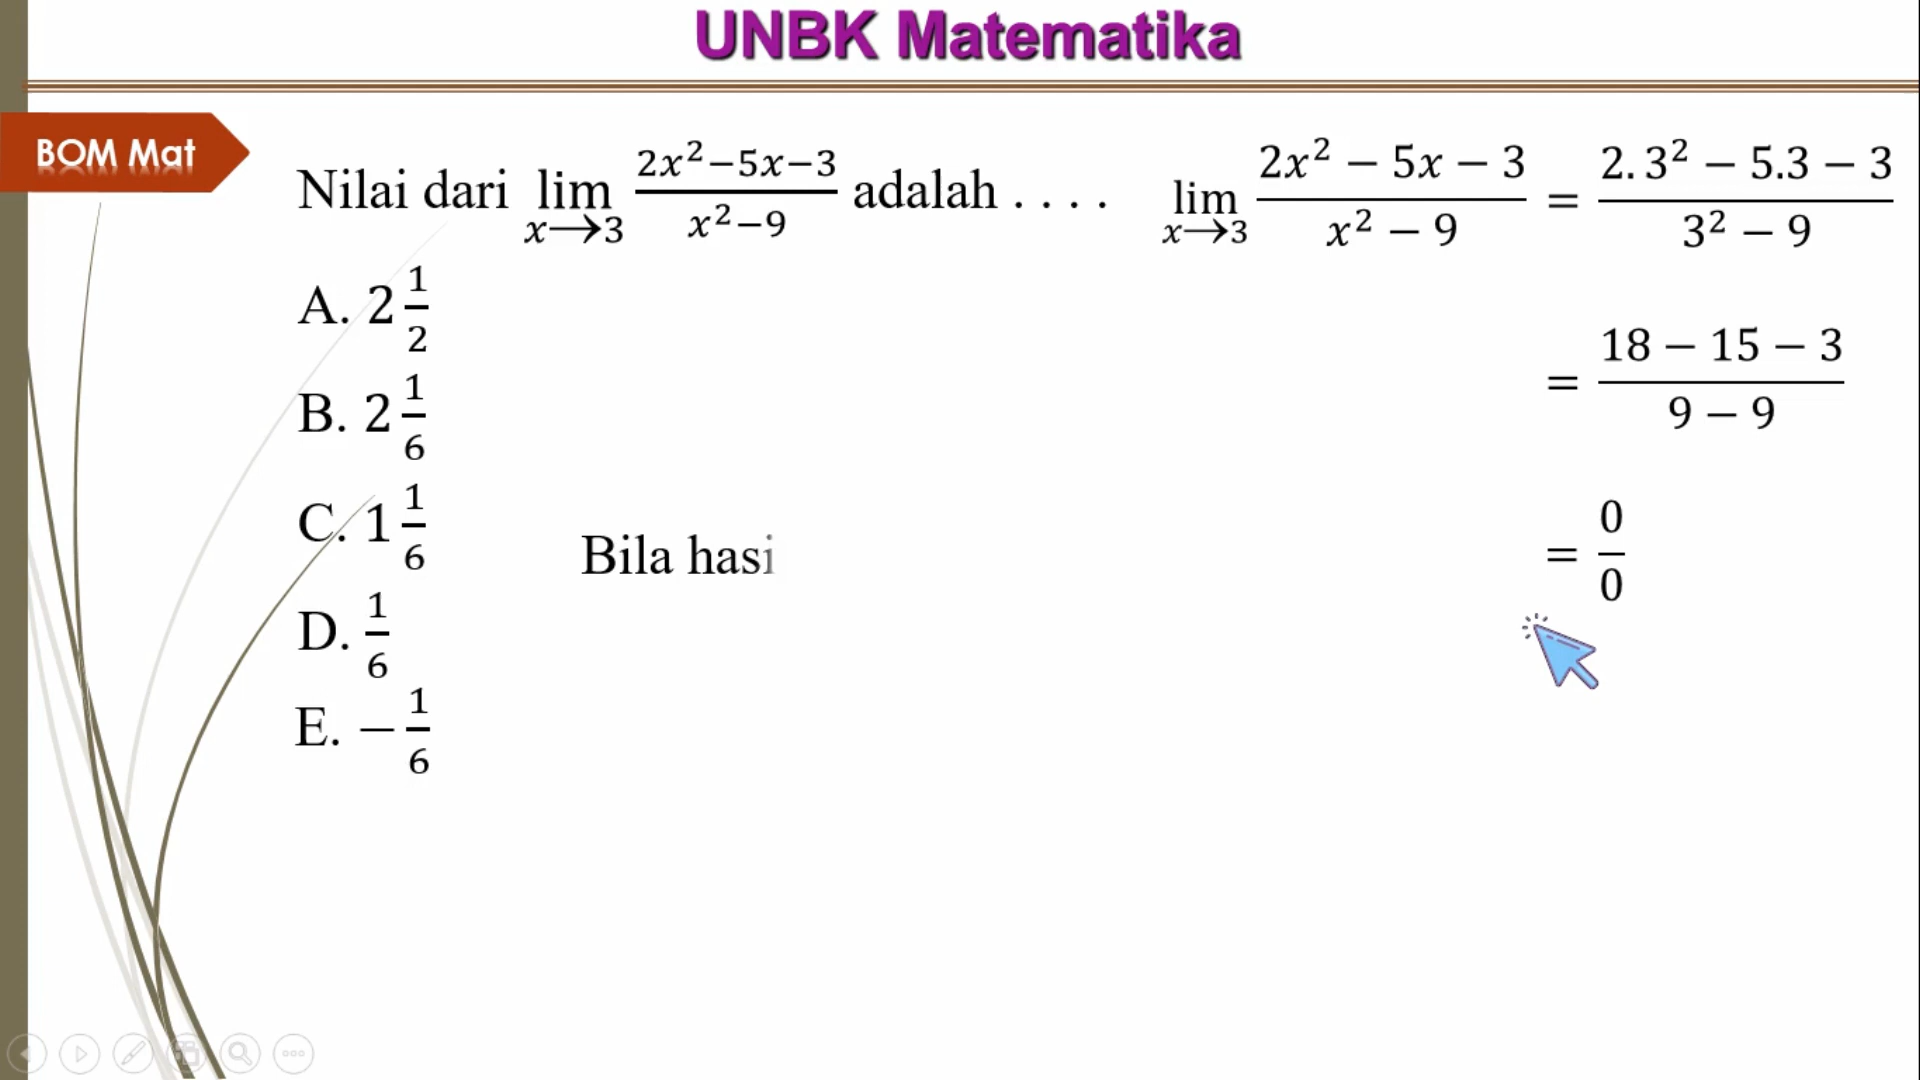 UNBK Matematika
BOM Mat
Nilai dari lim x→3 (2x²−5x−3)/(x²−9) adalah . . . .
A. 2 1/2
B. 2 1/6
C. 1 1/6
D. 1/6
E. − 1/6
lim x→3 (2x² − 5x − 3)/(x² − 9) = (2.3² − 5.3 − 3)/(3² − 9)
= (18 − 15 − 3)/(9 − 9)
= 0/0
Bila hasi